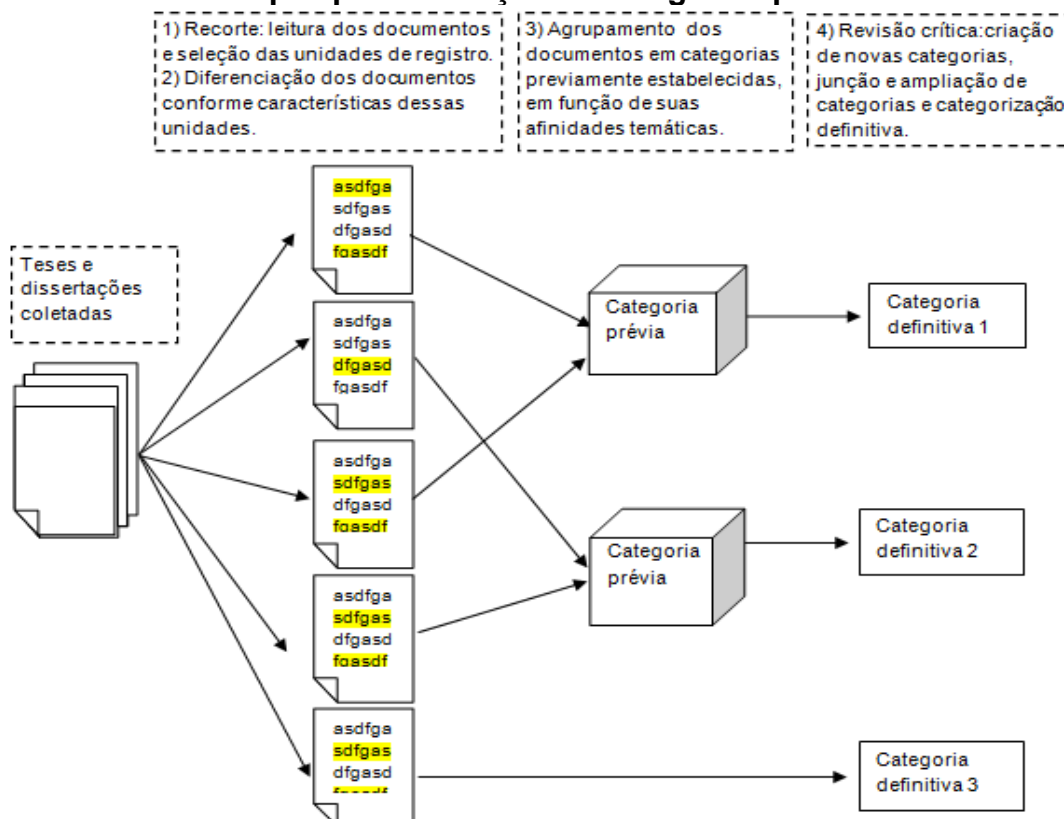 1) Recorte: leitura dos documentos
e seleção das unidades de registro.
2) Diferenciação dos documentos
conforme características dessas
unidades.
3) Agrupamento dos
documentos em categorias
previamente estabelecidas,
em função de suas
afinidades temáticas.
4) Revisão crítica:criação
de novas categorias,
junção e ampliação de
categorias e categorização
definitiva.
Teses e
dissertações
coletadas
asdfga
sdfgas
dfgasd
fgasdf
asdfga
sdfgas
dfgasd
fgasdf
asdfga
sdfgas
dfgasd
fgasdf
asdfga
sdfgas
dfgasd
fgasdf
asdfga
sdfgas
dfgasd
Categoria
prévia
Categoria
prévia
Categoria
definitiva 1
Categoria
definitiva 2
Categoria
definitiva 3